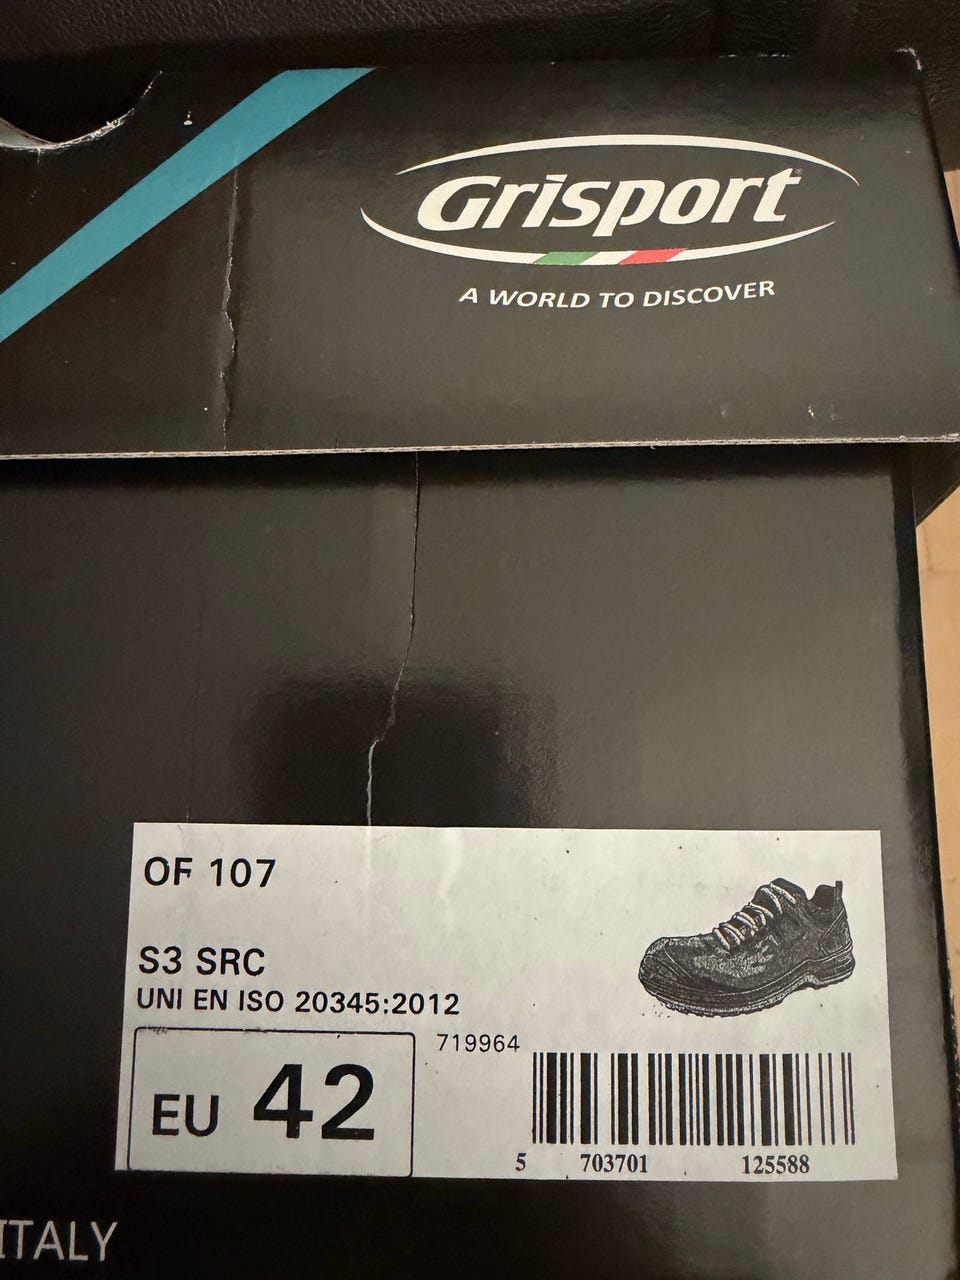 Grisport
A WORLD TO DISCOVER
OF 107
S3 SRC
UNI EN ISO 20345:2012
719964
EU 42
5 703701 125588
ITALY